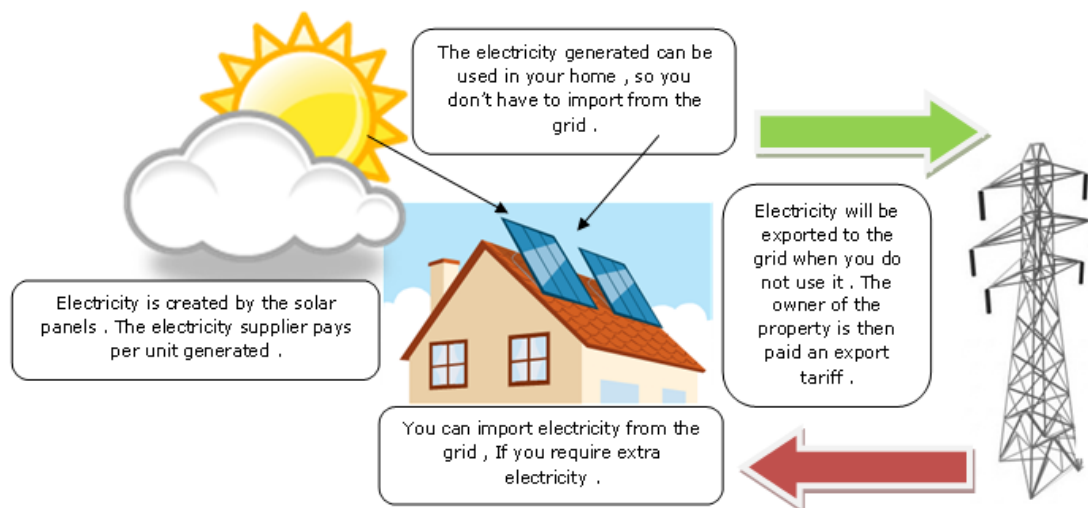 The electricity generated can be
used in your home , so you
don't have to import from the
grid .
Electricity is created by the solar
panels . The electricity supplier pays
per unit generated .
Electricity will be
exported to the
grid when you do
not use it . The
owner of the
property is then
paid an export
tariff .
You can import electricity from the
grid , If you require extra
electricity .